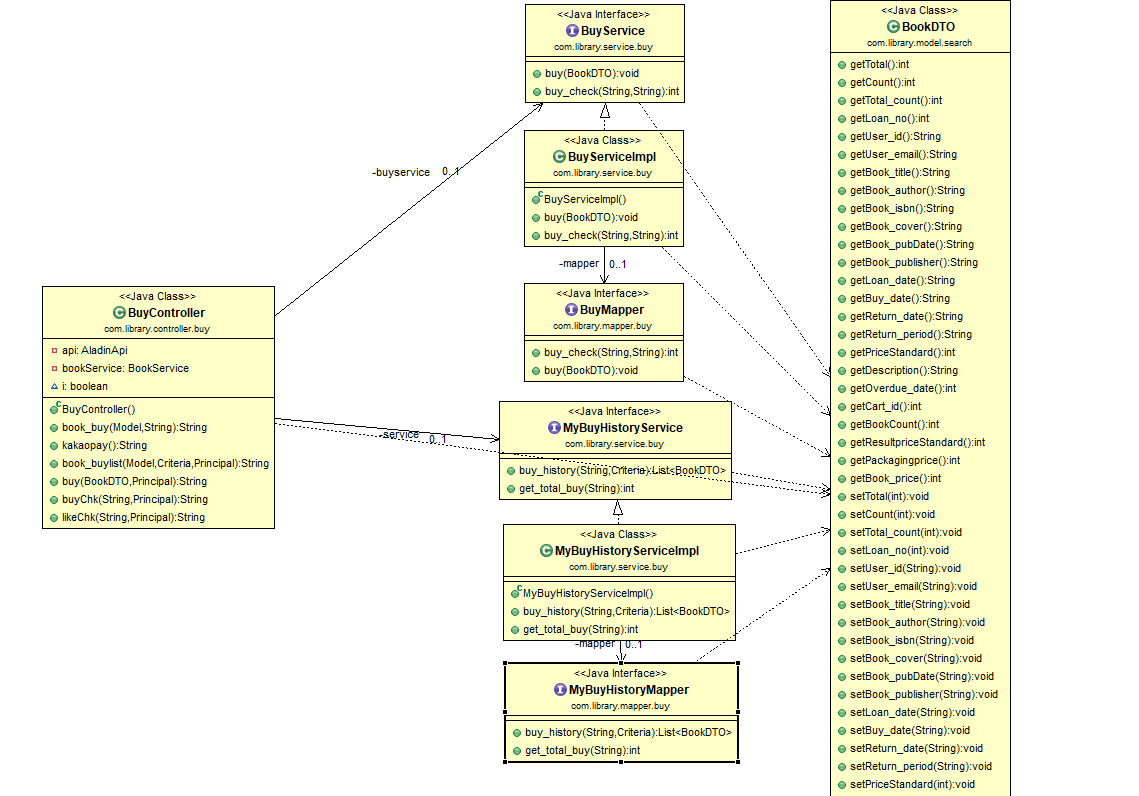 <<Java Interface>>
BuyService
com.library.service.buy
buy(BookDTO):void
buy_check(String,String):int
<<Java Class>>
BuyServiceImpl
com.library.service.buy
BuyServiceImpl()
buy(BookDTO):void
buy_check(String,String):int
-buyservice 0..1
-mapper 0..1
<<Java Interface>>
BuyMapper
com.library.mapper.buy
buy_check(String,String):int
buy(BookDTO):void
<<Java Class>>
BuyController
com.library.controller.buy
api: AladinApi
bookService: BookService
i: boolean
BuyController()
book_buy(Model,String):String
kakaopay():String
book_buylist(Model,Criteria,Principal):String
buy(BookDTO,Principal):String
buyChk(String,Principal):String
likeChk(String,Principal):String
-service 0..1
<<Java Interface>>
MyBuyHistoryService
com.library.service.buy
buy_history(String,Criteria):List<BookDTO>
get_total_buy(String):int
<<Java Class>>
MyBuyHistoryServiceImpl
com.library.service.buy
MyBuyHistoryServiceImpl()
buy_history(String,Criteria):List<BookDTO>
get_total_buy(String):int
-mapper 0..1
<<Java Interface>>
MyBuyHistoryMapper
com.library.mapper.buy
buy_history(String,Criteria):List<BookDTO>
get_total_buy(String):int
<<Java Class>>
BookDTO
com.library.model.search
getTotal():int
getCount():int
getTotal_count():int
getLoan_no():int
getUser_id():String
getUser_email():String
getBook_title():String
getBook_author():String
getBook_isbn():String
getBook_cover():String
getBook_pubDate():String
getBook_publisher():String
getLoan_date():String
getBuy_date():String
getReturn_date():String
getReturn_period():String
getPriceStandard():int
getDescription():String
getOverdue_date():int
getCart_id():int
getBookCount():int
getResultpriceStandard():int
getPackagingprice():int
getBook_price():int
setTotal(int):void
setCount(int):void
setTotal_count(int):void
setLoan_no(int):void
setUser_id(String):void
setUser_email(String):void
setBook_title(String):void
setBook_author(String):void
setBook_isbn(String):void
setBook_cover(String):void
setBook_pubDate(String):void
setBook_publisher(String):void
setLoan_date(String):void
setBuy_date(String):void
setReturn_date(String):void
setReturn_period(String):void
setPriceStandard(int):void